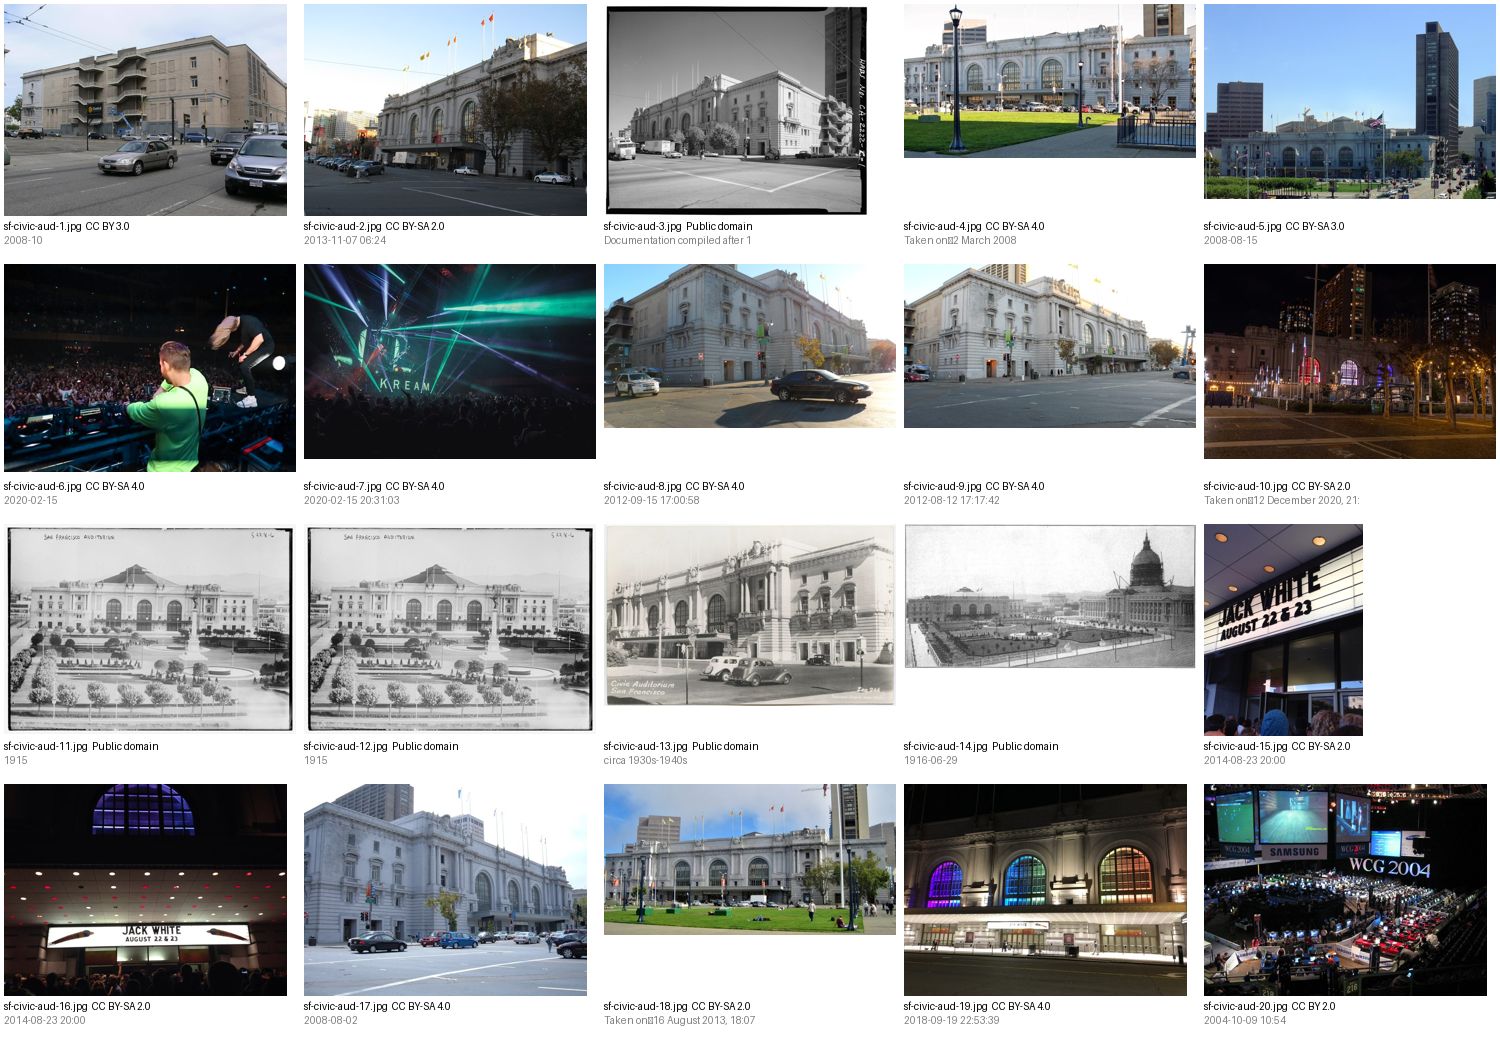 HABS No. CA-2222-E-1
sf-civic-aud-1.jpg CC BY 3.0
2008-10
sf-civic-aud-2.jpg CC BY-SA 2.0
2013-11-07 06:24
sf-civic-aud-3.jpg Public domain
Documentation compiled after 1
sf-civic-aud-4.jpg CC BY-SA 4.0
Taken on 2 March 2008
sf-civic-aud-5.jpg CC BY-SA 3.0
2008-08-15
KREAM
sf-civic-aud-6.jpg CC BY-SA 4.0
2020-02-15
sf-civic-aud-7.jpg CC BY-SA 4.0
2020-02-15 20:31:03
sf-civic-aud-8.jpg CC BY-SA 4.0
2012-09-15 17:00:58
sf-civic-aud-9.jpg CC BY-SA 4.0
2012-08-12 17:17:42
sf-civic-aud-10.jpg CC BY-SA 2.0
Taken on 12 December 2020, 21:
SAN FRANCISCO AUDITORIUM
SAN FRANCISCO AUDITORIUM
Civic Auditorium
San Francisco
JACK WHITE
AUGUST 22 & 23
sf-civic-aud-11.jpg Public domain
1915
sf-civic-aud-12.jpg Public domain
1915
sf-civic-aud-13.jpg Public domain
circa 1930s-1940s
sf-civic-aud-14.jpg Public domain
1916-06-29
sf-civic-aud-15.jpg CC BY-SA 2.0
2014-08-23 20:00
JACK WHITE
AUGUST 22 & 23
WCG 2004
SAMSUNG
WCG 2004
sf-civic-aud-16.jpg CC BY-SA 2.0
2014-08-23 20:00
sf-civic-aud-17.jpg CC BY-SA 4.0
2008-08-02
sf-civic-aud-18.jpg CC BY-SA 2.0
Taken on 16 August 2013, 18:07
sf-civic-aud-19.jpg CC BY-SA 4.0
2018-09-19 22:53:39
sf-civic-aud-20.jpg CC BY 2.0
2004-10-09 10:54